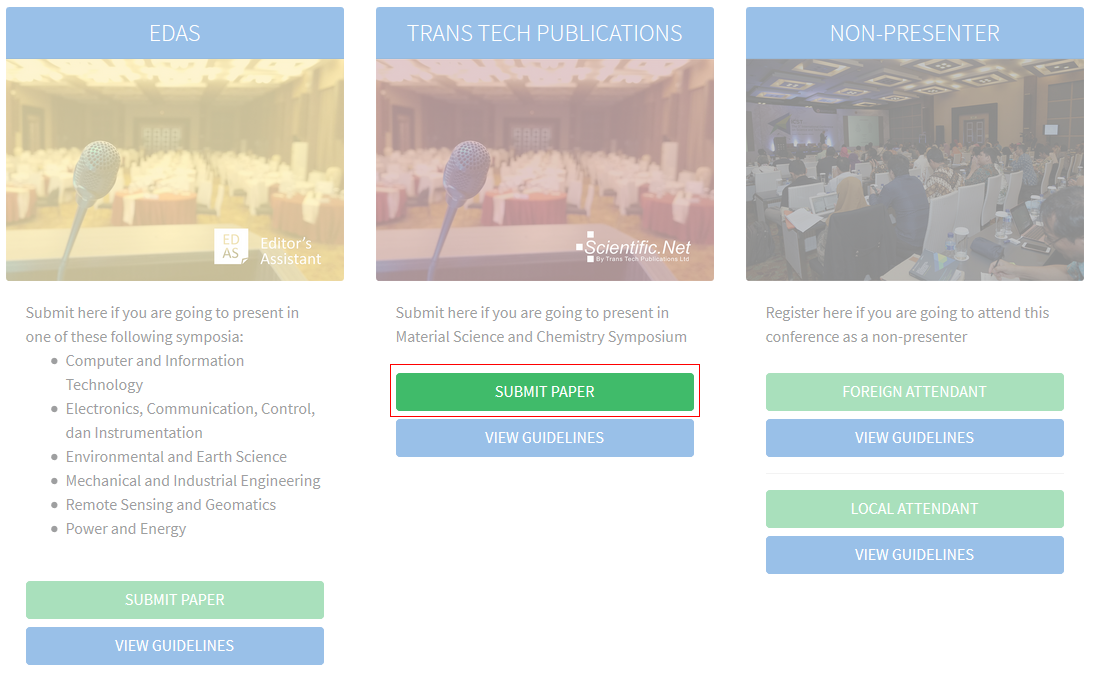 EDAS
ED
AS
Editor's
Assistant
Submit here if you are going to present in
one of these following symposia:
Computer and Information
Technology
Electronics, Communication, Control,
dan Instrumentation
Environmental and Earth Science
Mechanical and Industrial Engineering
Remote Sensing and Geomatics
Power and Energy
SUBMIT PAPER
VIEW GUIDELINES
TRANS TECH PUBLICATIONS
Scientific.Net
By Trans Tech Publications Ltd
Submit here if you are going to present in
Material Science and Chemistry Symposium
SUBMIT PAPER
VIEW GUIDELINES
NON-PRESENTER
Register here if you are going to attend this
conference as a non-presenter
FOREIGN ATTENDANT
VIEW GUIDELINES
LOCAL ATTENDANT
VIEW GUIDELINES